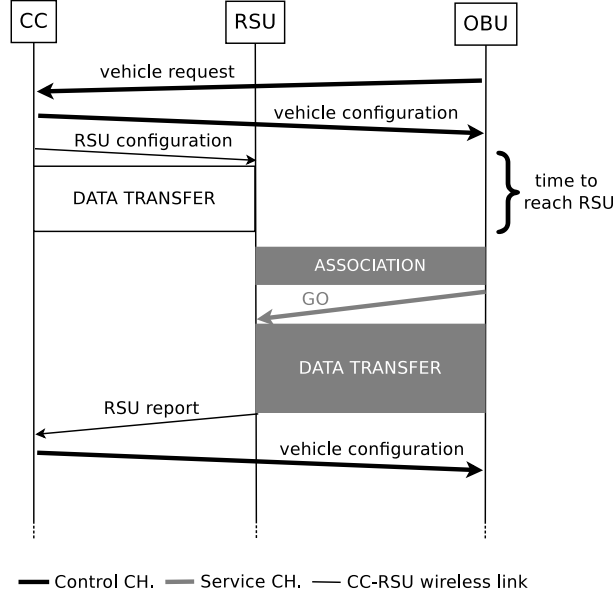 CC RSU OBU
vehicle request
vehicle configuration
RSU configuration
DATA TRANSFER
time to
reach RSU
ASSOCIATION
GO
DATA TRANSFER
RSU report
vehicle configuration
Control CH. Service CH. CC-RSU wireless link